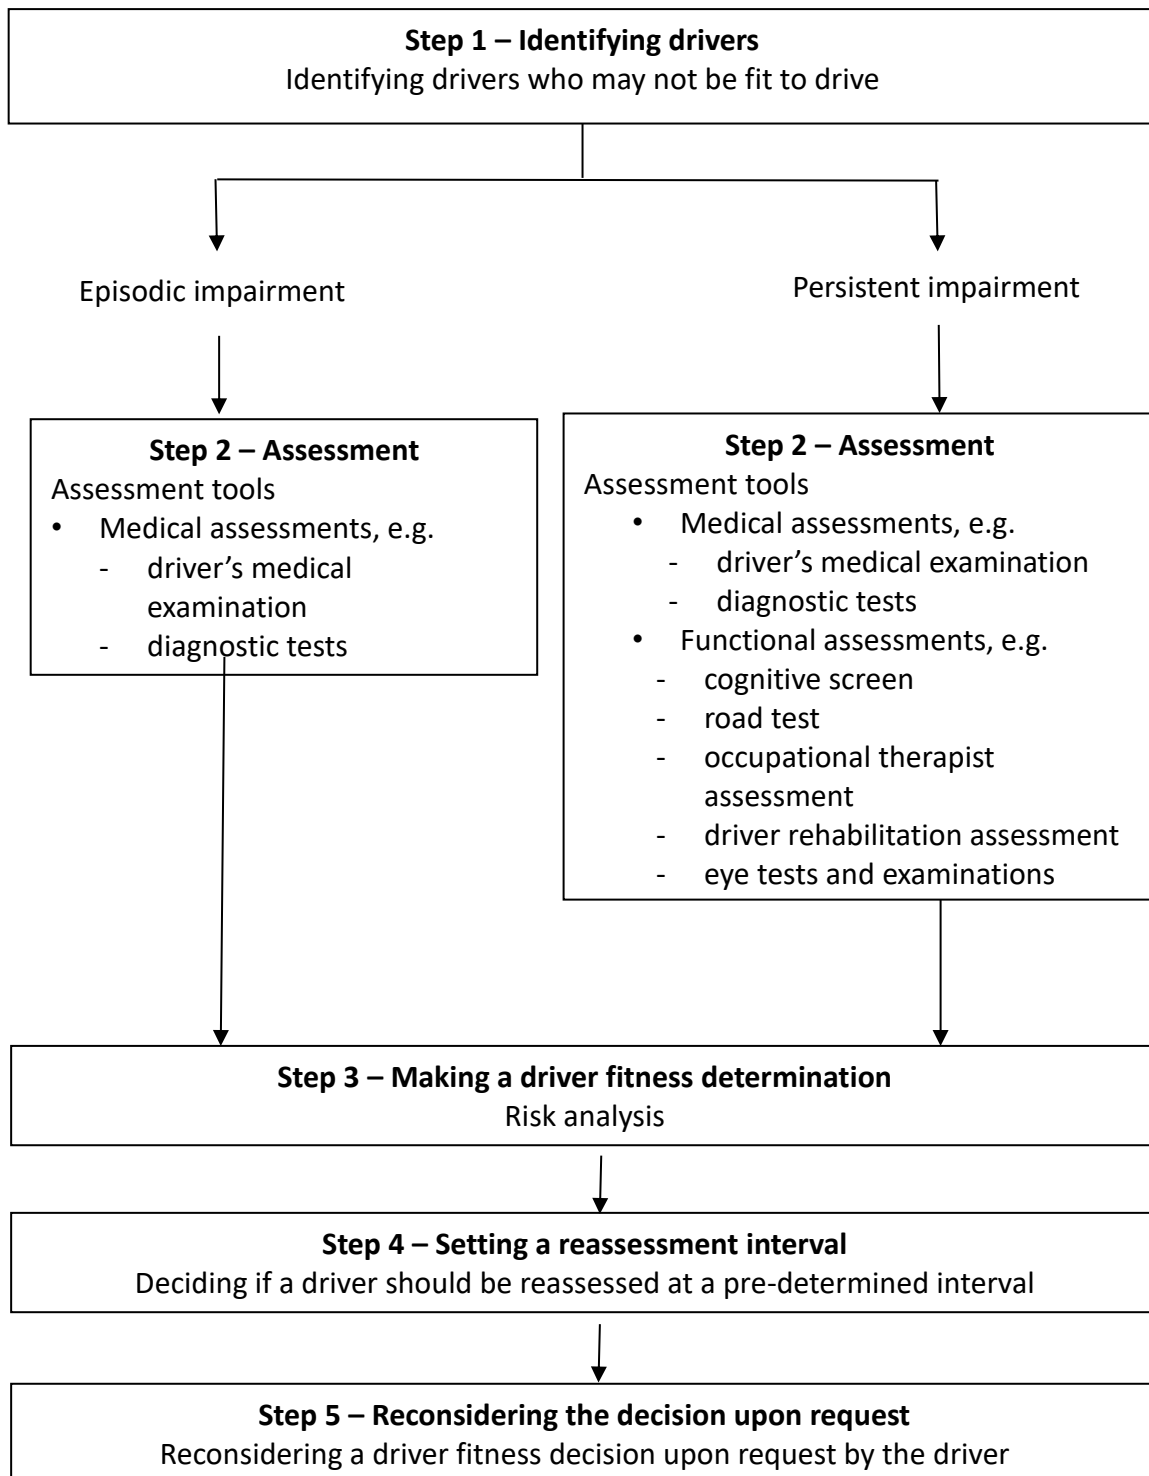 Step 1 – Identifying drivers
Identifying drivers who may not be fit to drive
Episodic impairment
Persistent impairment
Step 2 – Assessment
Assessment tools
• Medical assessments, e.g.
- driver’s medical
examination
- diagnostic tests
Step 2 – Assessment
Assessment tools
• Medical assessments, e.g.
- driver’s medical examination
- diagnostic tests
• Functional assessments, e.g.
- cognitive screen
- road test
- occupational therapist
assessment
- driver rehabilitation assessment
- eye tests and examinations
Step 3 – Making a driver fitness determination
Risk analysis
Step 4 – Setting a reassessment interval
Deciding if a driver should be reassessed at a pre-determined interval
Step 5 – Reconsidering the decision upon request
Reconsidering a driver fitness decision upon request by the driver